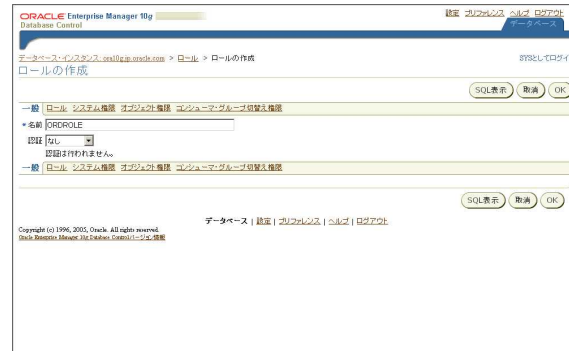 ORACLE Enterprise Manager 10g
Database Control
設定 プリファレンス ヘルプ ログアウト
データベース
データベース・インスタンス: > ロール > ロールの作成
SYSとしてログイ
ロールの作成
SQL表示 取消 OK
一般 ロール システム権限 オブジェクト権限 コンシューマ・グループ切替え権限
* 名前 ORDROLE
認証 なし
認証は行われません。
一般 ロール システム権限 オブジェクト権限 コンシューマ・グループ切替え権限
SQL表示 取消 OK
データベース | 設定 | プリファレンス | ヘルプ | ログアウト
Copyright (c) 1996, 2005, Oracle. All rights reserved.
Oracle Enterprise Manager 10g Database Controlバージョン情報